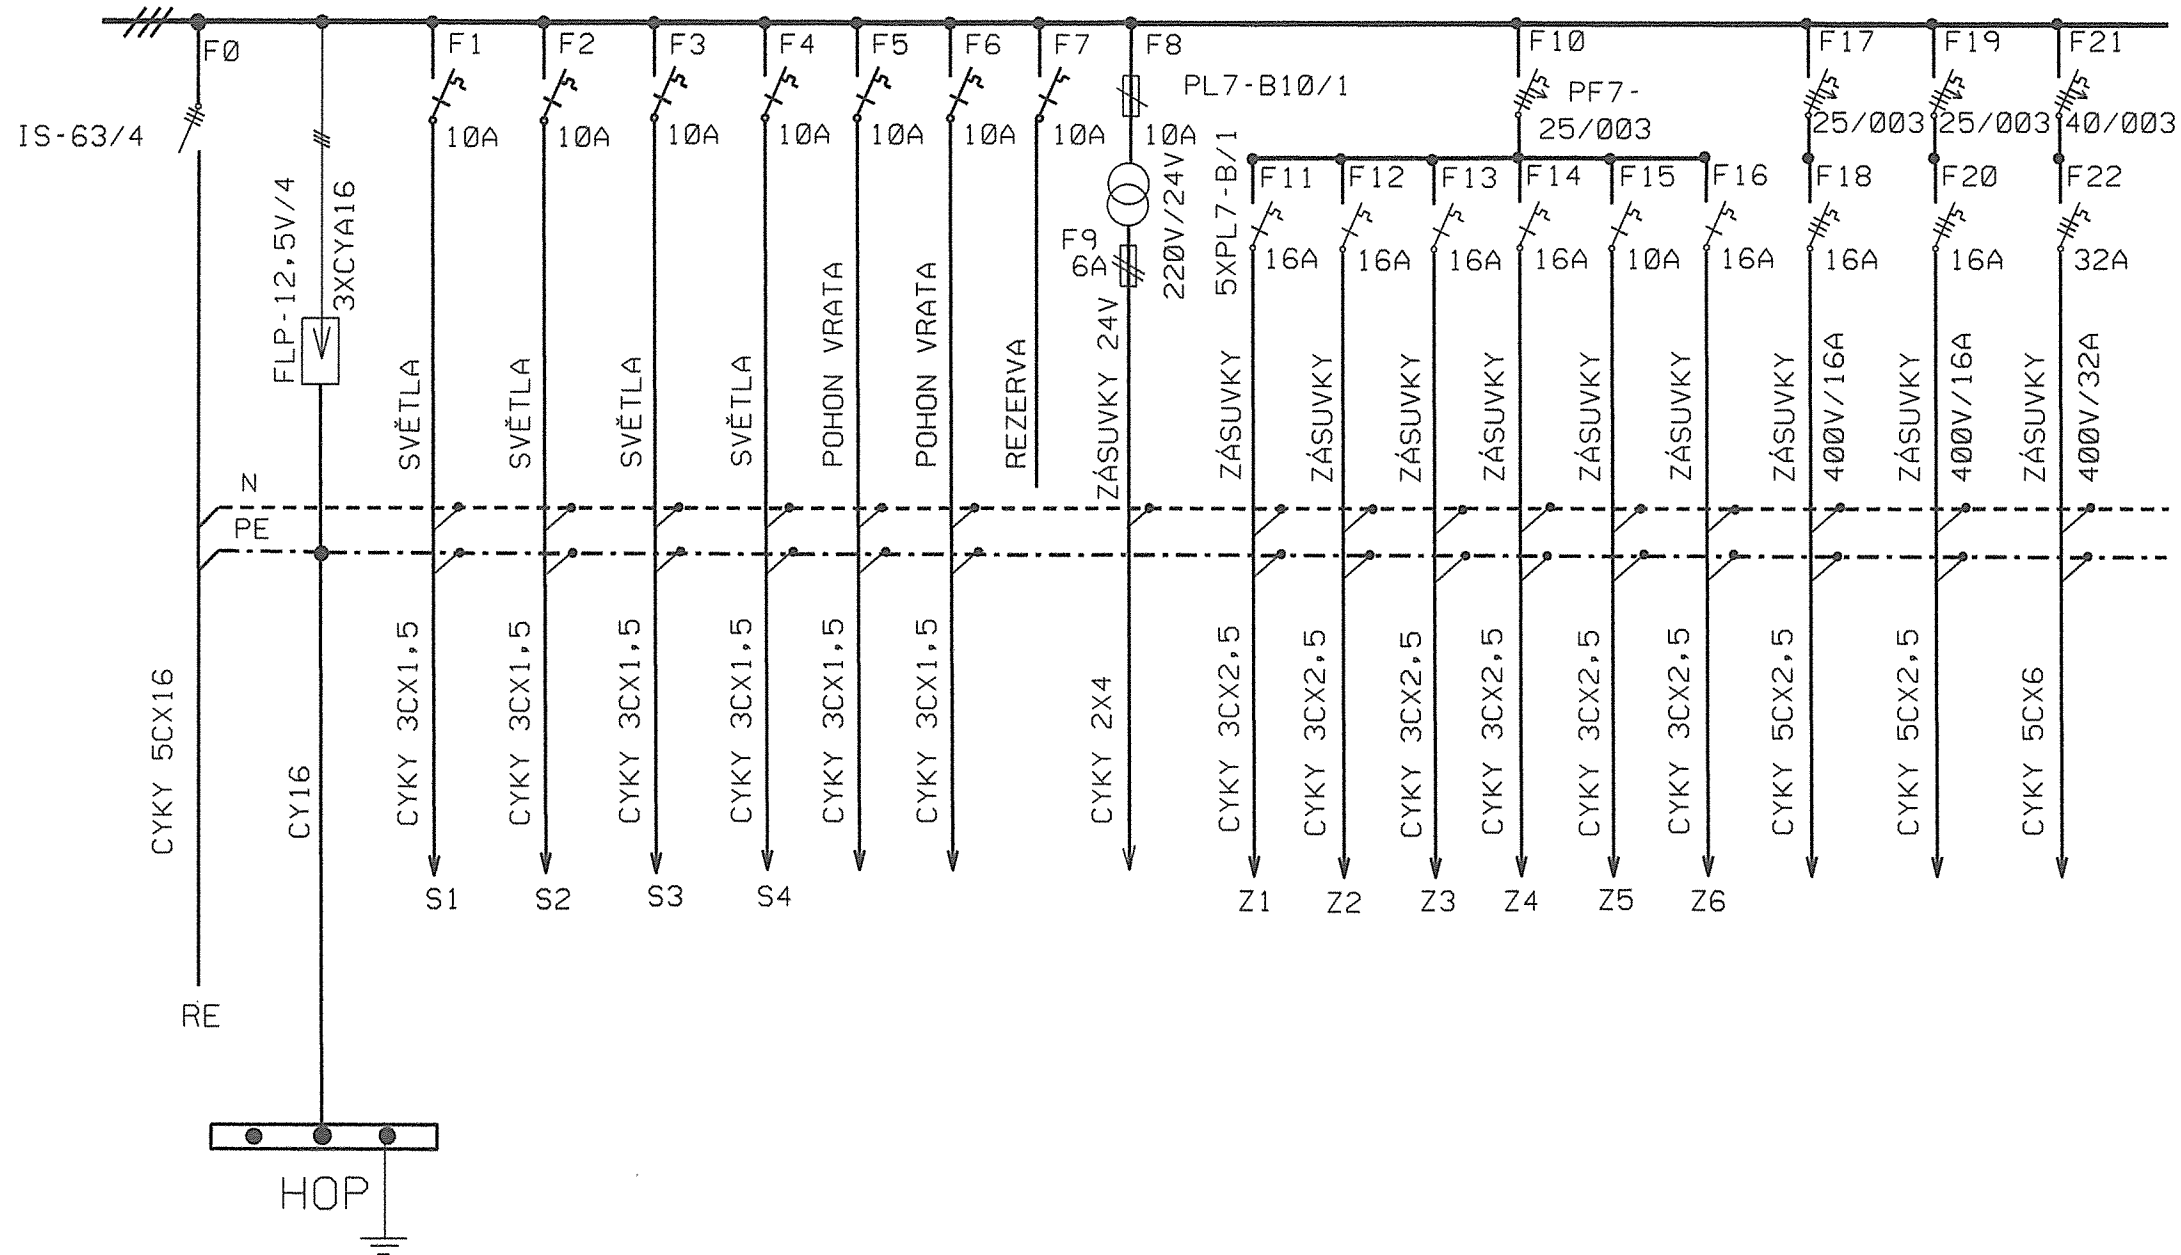 F0
F1
F2
F3
F4
F5
F6
F7
F8
F10
F17
F19
F21
IS-63/4
10A
10A
10A
10A
10A
10A
10A
10A
PL7-B10/1
PF7-
25/003
25/003
25/003
40/003
FLP-12,5V/4
3XCYA16
220V/24V
5XPL7-B/1
F9
6A
F11
F12
F13
F14
F15
F16
F18
F20
F22
16A
16A
16A
16A
10A
16A
16A
16A
32A
SVĚTLA
SVĚTLA
SVĚTLA
SVĚTLA
POHON VRATA
POHON VRATA
REZERVA
ZÁSUVKY 24V
ZÁSUVKY
ZÁSUVKY
ZÁSUVKY
ZÁSUVKY
ZÁSUVKY
ZÁSUVKY
ZÁSUVKY
400V/16A
ZÁSUVKY
400V/16A
ZÁSUVKY
400V/32A
N
PE
CYKY 5CX16
CY16
CYKY 3CX1,5
CYKY 3CX1,5
CYKY 3CX1,5
CYKY 3CX1,5
CYKY 3CX1,5
CYKY 3CX1,5
CYKY 2X4
CYKY 3CX2,5
CYKY 3CX2,5
CYKY 3CX2,5
CYKY 3CX2,5
CYKY 3CX2,5
CYKY 3CX2,5
CYKY 5CX2,5
CYKY 5CX2,5
CYKY 5CX6
S1
S2
S3
S4
Z1
Z2
Z3
Z4
Z5
Z6
RE
HOP